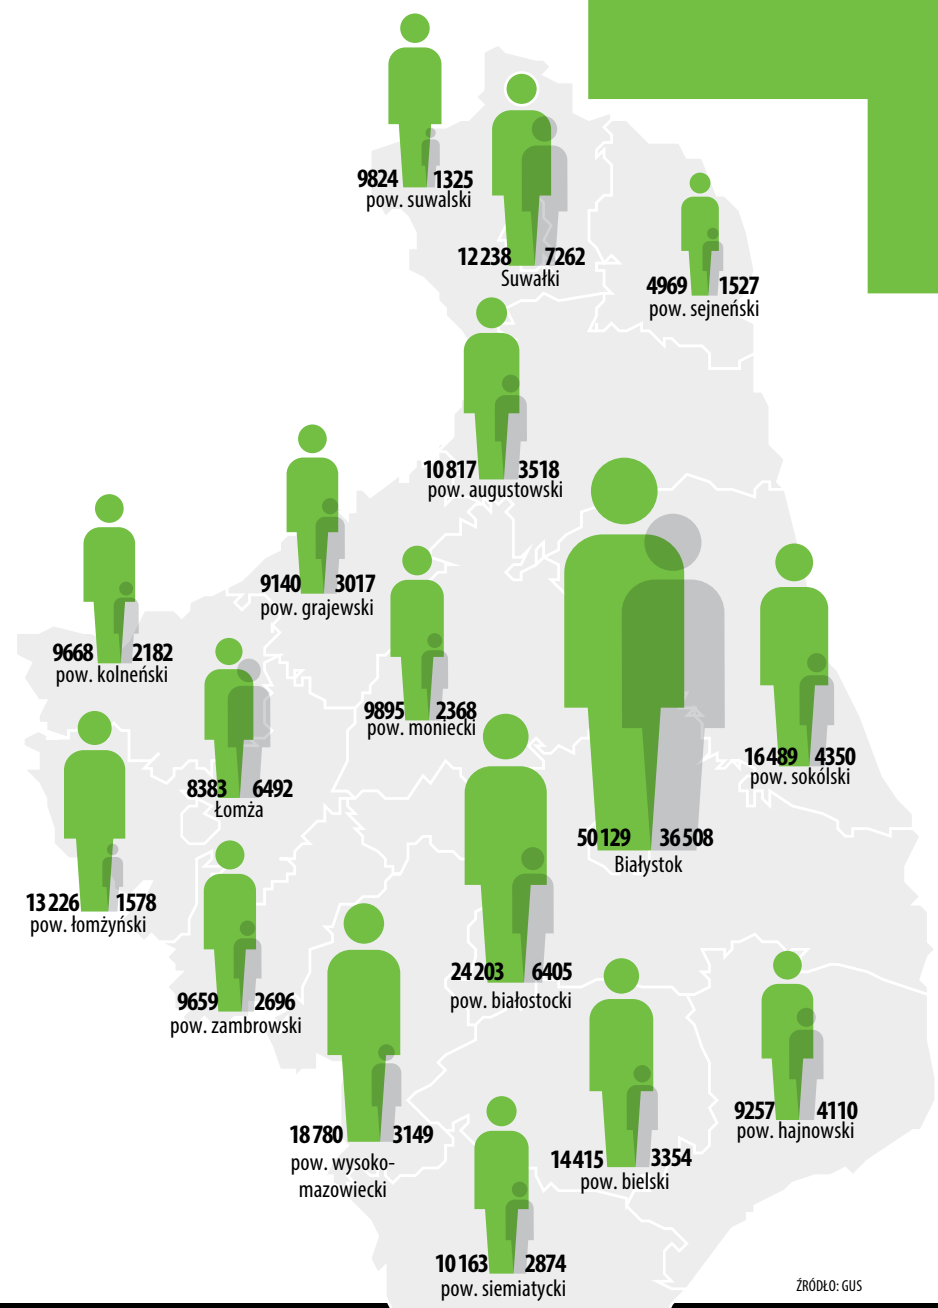 9824 1325
pow. suwalski
12 238 7262
Suwałki
4969 1527
pow. sejneński
10 817 3518
pow. augustowski
9140 3017
pow. grajewski
9668 2182
pow. kolneński
9895 2368
pow. moniecki
16 489 4350
pow. sokólski
8383 6492
Łomża
50 129 36 508
Białystok
13 226 1578
pow. łomżyński
24 203 6405
pow. białostocki
9659 2696
pow. zambrowski
9257 4110
pow. hajnowski
18 780 3149
pow. wysoko-
mazowiecki
14 415 3354
pow. bielski
10 163 2874
pow. siemiatycki
ŹRÓDŁO: GUS